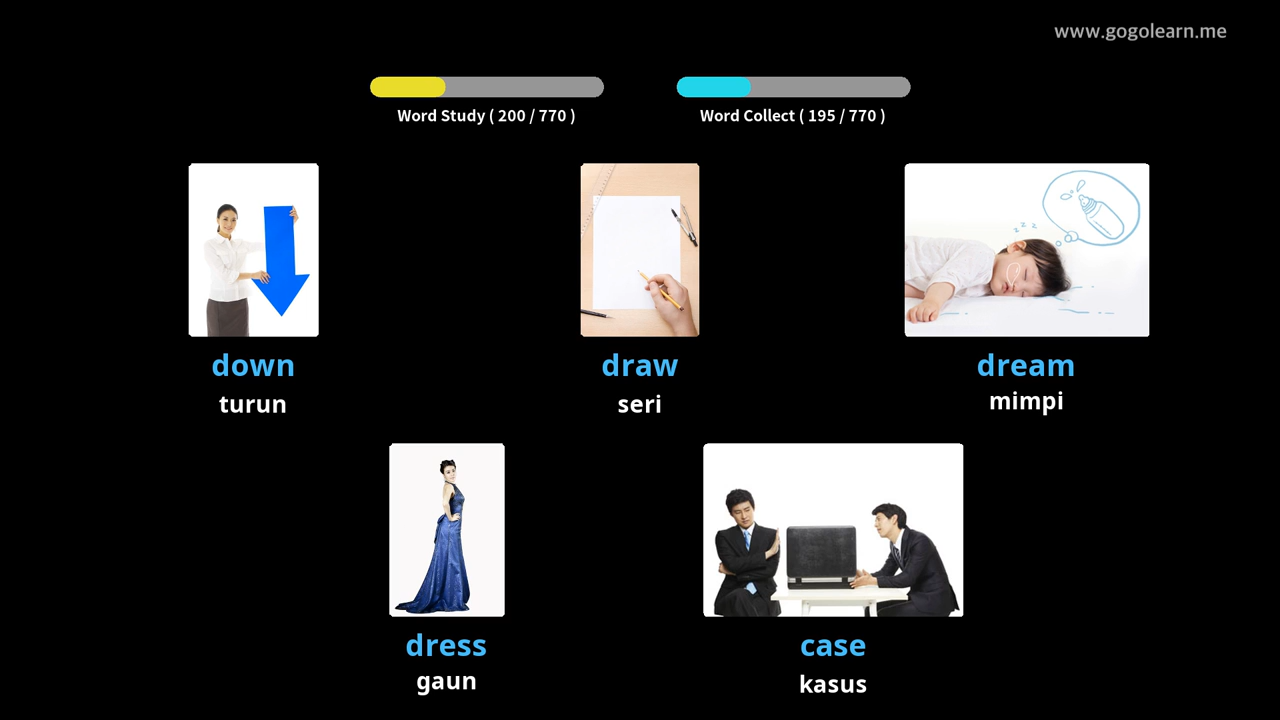 www.gogolearn.me
Word Study ( 200 / 770 )
Word Collect ( 195 / 770 )
down
turun
draw
seri
dream
mimpi
dress
gaun
case
kasus